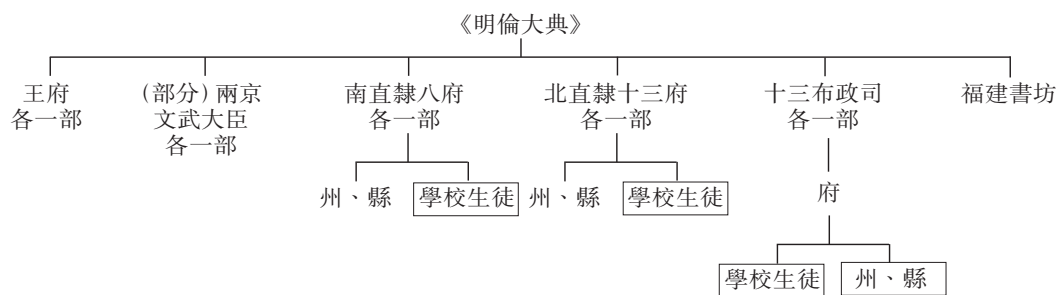 《明倫大典》
王府
各一部
(部分)兩京
文武大臣
各一部
南直隸八府
各一部
北直隸十三府
各一部
十三布政司
各一部
福建書坊
州、縣
學校生徒
州、縣
學校生徒
府
學校生徒
州、縣